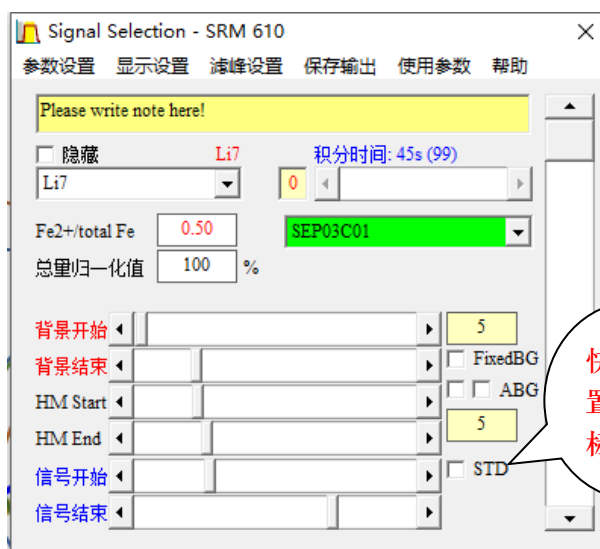 Signal Selection - SRM 610
参数设置 显示设置 滤峰设置 保存输出 使用参数 帮助
Please write note here!
隐藏 Li7 积分时间: 45s (99)
Li7 0
Fe2+/total Fe 0.50 SEP03C01
总量归一化值 100 %
背景开始 5
背景结束 FixedBG
HM Start ABG
HM End 5
信号开始 STD
信号结束